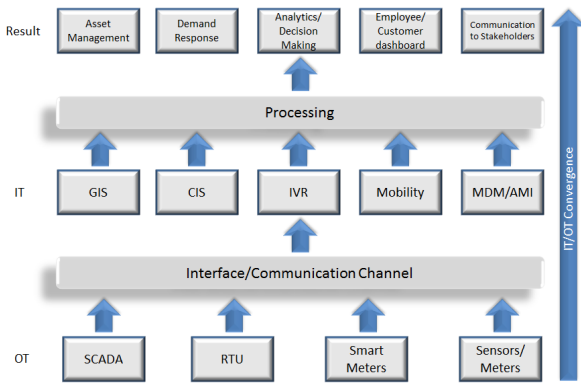 Result
Asset
Management
Demand
Response
Analytics/
Decision
Making
Employee/
Customer
dashboard
Communication
to Stakeholders
Processing
IT
GIS
CIS
IVR
Mobility
MDM/AMI
Interface/Communication Channel
OT
SCADA
RTU
Smart
Meters
Sensors/
Meters
IT/OT Convergence